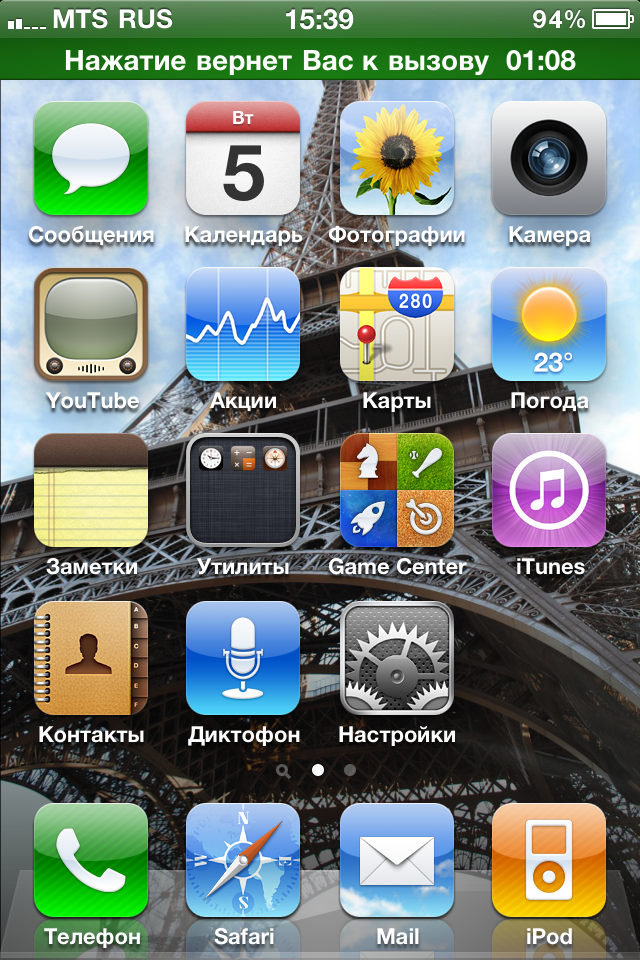 MTS RUS 15:39 94%
Нажатие вернет Вас к вызову 01:08
Вт
5
Сообщения Календарь Фотографии Камера
280
23°
YouTube Акции Карты Погода
Заметки Утилиты Game Center iTunes
A
B
C
D
E
F
Контакты Диктофон Настройки
N
W E
S
Телефон Safari Mail iPod